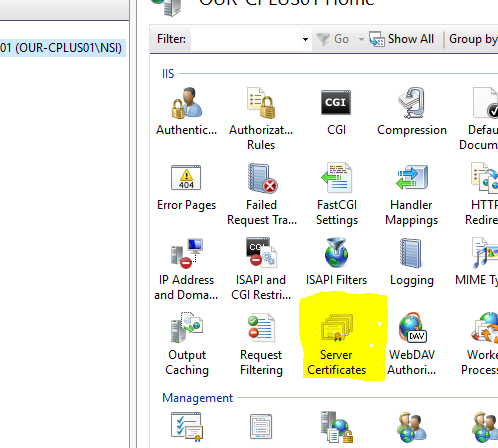 OUR-CPLUS01 Home
01 (OUR-CPLUS01\NSI)
Filter:
Go
Show All
Group by
IIS
Authentic...
Authorizat...
Rules
CGI
CGI
Compression
Defau
Docum
404
Error Pages
Failed
Request Tra...
FastCGI
Settings
Handler
Mappings
HTTP
Redire
IP Address
and Doma...
CGI
ISAPI and
CGI Restri...
ISAPI Filters
Logging
MIME Ty
Output
Caching
Request
Filtering
Server
Certificates
DAV
WebDAV
Authori...
Worke
Process
Management